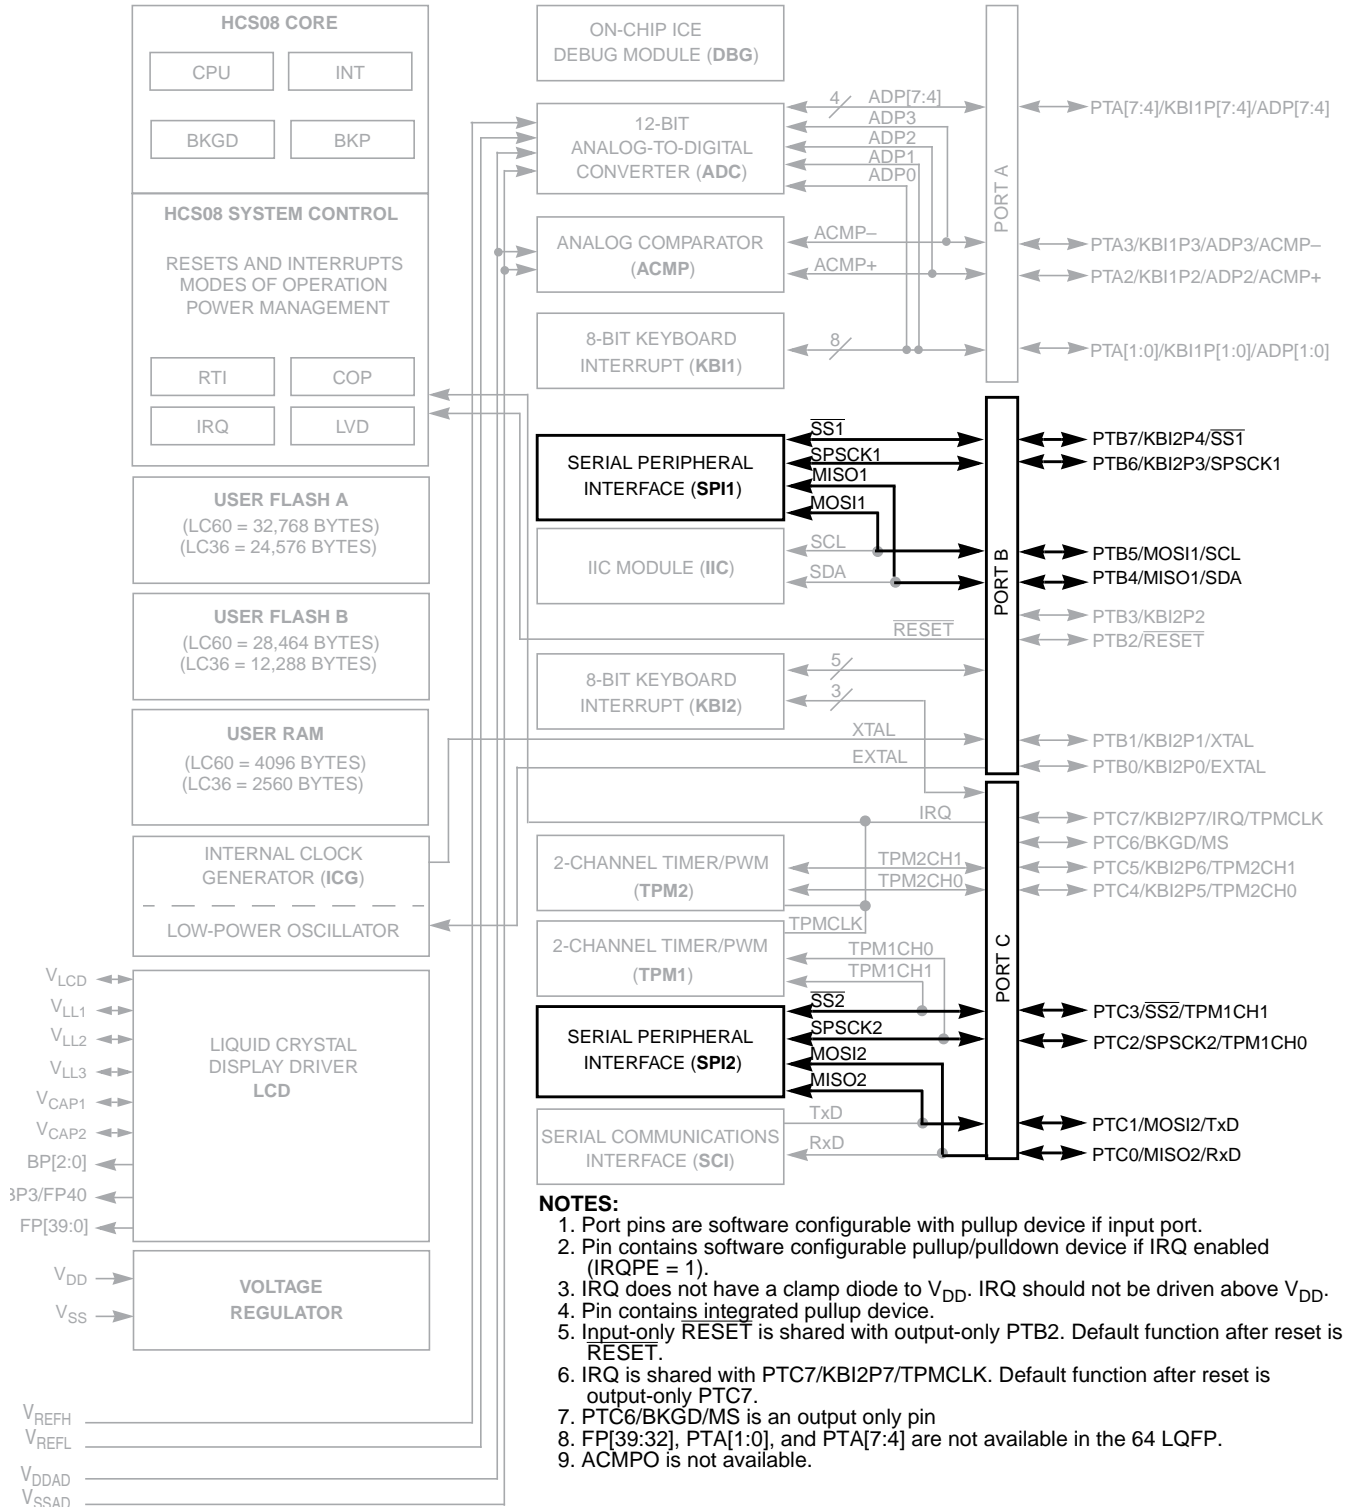 HCS08 CORE
CPU
INT
BKGD
BKP
HCS08 SYSTEM CONTROL
RESETS AND INTERRUPTS
MODES OF OPERATION
POWER MANAGEMENT
RTI
COP
IRQ
LVD
USER FLASH A
(LC60 = 32,768 BYTES)
(LC36 = 24,576 BYTES)
USER FLASH B
(LC60 = 28,464 BYTES)
(LC36 = 12,288 BYTES)
USER RAM
(LC60 = 4096 BYTES)
(LC36 = 2560 BYTES)
INTERNAL CLOCK
GENERATOR (ICG)
LOW-POWER OSCILLATOR
VLCD
VLL1
VLL2
VLL3
VCAP1
VCAP2
BP[2:0]
BP3/FP40
FP[39:0]
LIQUID CRYSTAL
DISPLAY DRIVER
LCD
VDD
VSS
VOLTAGE
REGULATOR
VREFH
VREFL
VDDAD
VSSAD
ON-CHIP ICE
DEBUG MODULE (DBG)
12-BIT
ANALOG-TO-DIGITAL
CONVERTER (ADC)
4
ADP[7:4]
ADP3
ADP2
ADP1
ADP0
ANALOG COMPARATOR
(ACMP)
ACMP–
ACMP+
8-BIT KEYBOARD
INTERRUPT (KBI1)
8
PORT A
PTA[7:4]/KBI1P[7:4]/ADP[7:4]
PTA3/KBI1P3/ADP3/ACMP–
PTA2/KBI1P2/ADP2/ACMP+
PTA[1:0]/KBI1P[1:0]/ADP[1:0]
SERIAL PERIPHERAL
INTERFACE (SPI1)
SS1
SPSCK1
MISO1
MOSI1
IIC MODULE (IIC)
SCL
SDA
RESET
8-BIT KEYBOARD
INTERRUPT (KBI2)
5
3
XTAL
EXTAL
PORT B
PTB7/KBI2P4/SS1
PTB6/KBI2P3/SPSCK1
PTB5/MOSI1/SCL
PTB4/MISO1/SDA
PTB3/KBI2P2
PTB2/RESET
PTB1/KBI2P1/XTAL
PTB0/KBI2P0/EXTAL
IRQ
2-CHANNEL TIMER/PWM
(TPM2)
TPM2CH1
TPM2CH0
TPMCLK
2-CHANNEL TIMER/PWM
(TPM1)
TPM1CH0
TPM1CH1
SERIAL PERIPHERAL
INTERFACE (SPI2)
SS2
SPSCK2
MOSI2
MISO2
SERIAL COMMUNICATIONS
INTERFACE (SCI)
TxD
RxD
PORT C
PTC7/KBI2P7/IRQ/TPMCLK
PTC6/BKGD/MS
PTC5/KBI2P6/TPM2CH1
PTC4/KBI2P5/TPM2CH0
PTC3/SS2/TPM1CH1
PTC2/SPSCK2/TPM1CH0
PTC1/MOSI2/TxD
PTC0/MISO2/RxD
NOTES:
1. Port pins are software configurable with pullup device if input port.
2. Pin contains software configurable pullup/pulldown device if IRQ enabled
(IRQPE = 1).
3. IRQ does not have a clamp diode to VDD. IRQ should not be driven above VDD.
4. Pin contains integrated pullup device.
5. Input-only RESET is shared with output-only PTB2. Default function after reset is
RESET.
6. IRQ is shared with PTC7/KBI2P7/TPMCLK. Default function after reset is
output-only PTC7.
7. PTC6/BKGD/MS is an output only pin
8. FP[39:32], PTA[1:0], and PTA[7:4] are not available in the 64 LQFP.
9. ACMPO is not available.